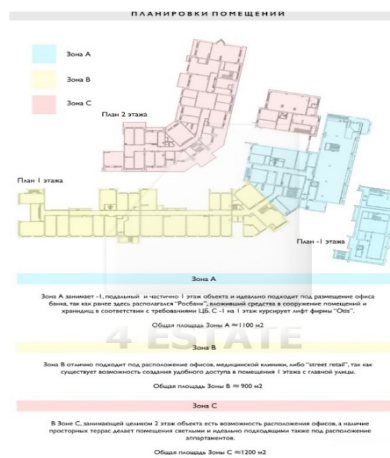 ПЛАНИРОВКИ ПОМЕЩЕНИЙ
Зона A
Зона B
Зона C
План 2 этажа
План 1 этажа
План -1 этажа
Зона A
Зона A занимает -1, подвальный и частично 1 этаж объекта и идеально подходит под размещение офиса
банка, так как ранее здесь располагался "Росбанк", вложивший средства в сооружение помещений и
хранилищ в соответствии с требованиями ЦБ. С -1 на 1 этаж курсирует лифт фирмы "Otis".
Общая площадь Зоны A ≈1100 м2
4 ESTATE
Зона B
Зона B отлично подходит под расположение офисов, медицинской клиники, либо "street retail", так как
существует возможность создания удобного доступа в помещения 1 этажа с главной улицы.
Общая площадь Зоны B ≈ 900 м2
Зона C
В Зоне C, занимающей целиком 2 этаж объекта есть возможность расположения офисов, а наличие
просторных террас делает помещения светлыми и идеально подходящими также под расположение
аппартаментов.
Общая площадь Зоны C ≈1200 м2